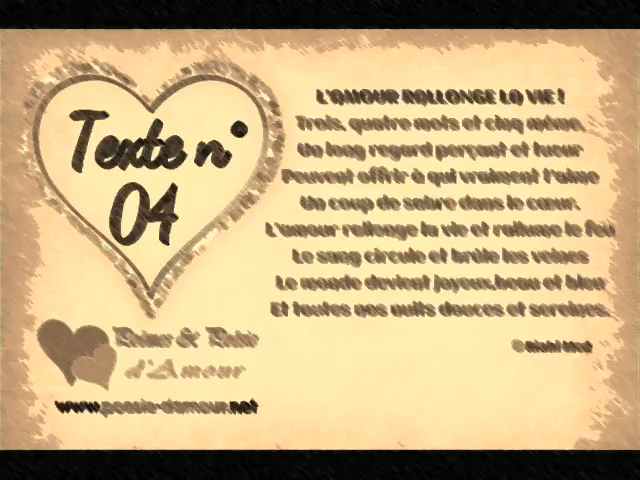 Texte n°
04
L'AMOUR RALLONGE LA VIE !
Trois, quatre mots et cinq même,
Un long regard perçant et tueur
Peuvent offrir à qui vraiment t'aime
Un coup de sabre dans le cœur.
L'amour rallonge la vie et rallume le feu
Le sang circule et brûle les veines
Le monde devient joyeux,beau et bleu
Et toutes nos nuits douces et sereines.
d'Amour
www.poesie-damour.net